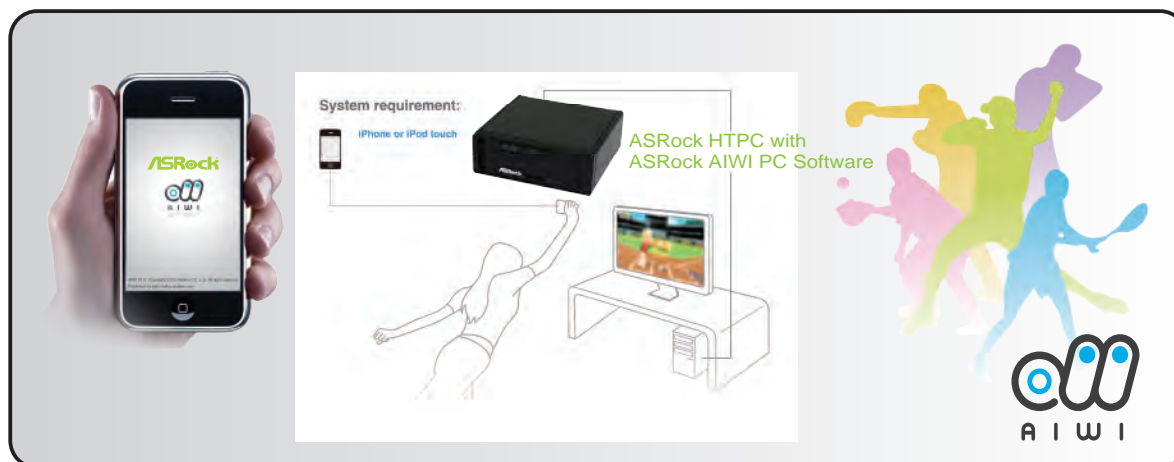 ASRock
AIWI
System requirement:
iPhone or iPod touch
ASRock
ASRock HTPC with
ASRock AIWI PC Software
AIWI